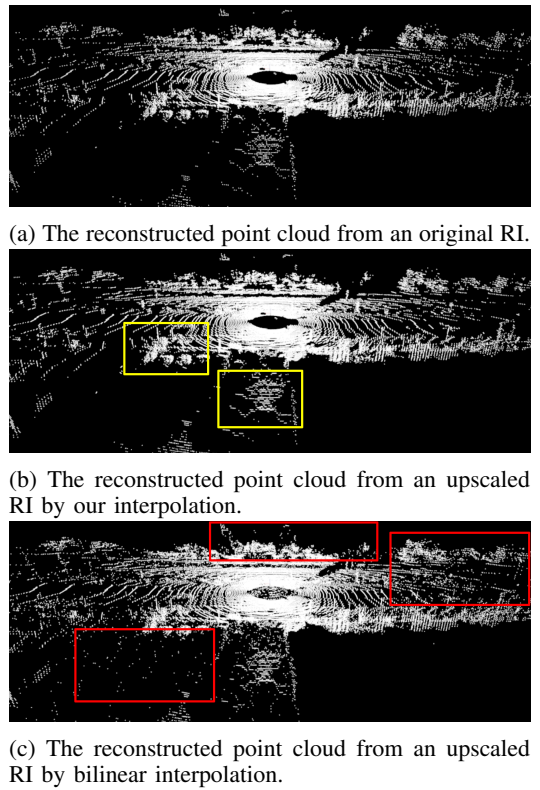 (a) The reconstructed point cloud from an original RI.
(b) The reconstructed point cloud from an upscaled
RI by our interpolation.
(c) The reconstructed point cloud from an upscaled
RI by bilinear interpolation.